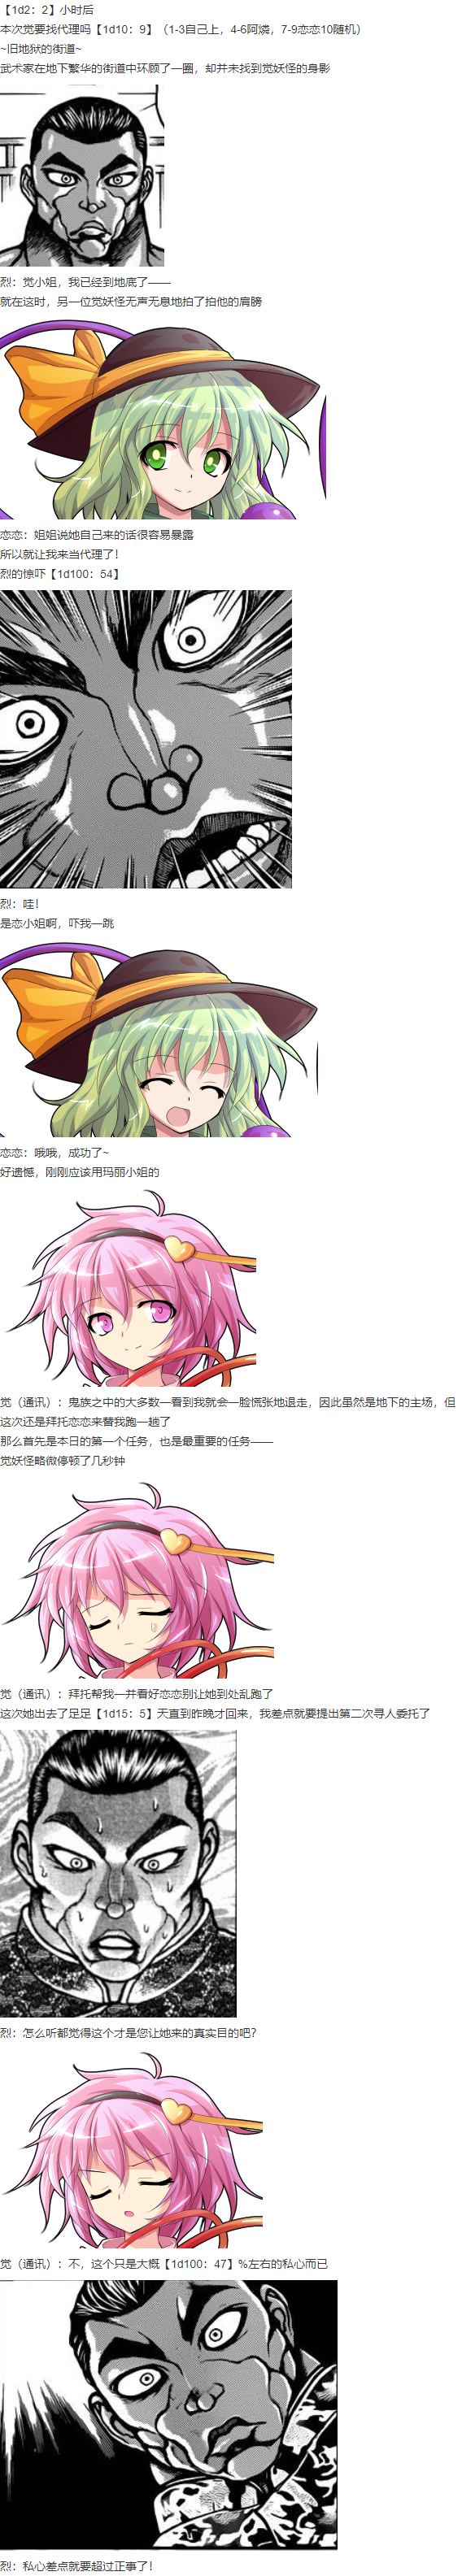 【1d2：2】小时后
本次觉要找代理吗【1d10：9】（1-3自己上，4-6阿燐，7-9恋恋10随机）
~旧地狱的街道~
武术家在地下繁华的街道中环顾了一圈，却并未找到觉妖怪的身影
烈：觉小姐，我已经到地底了——
就在这时，另一位觉妖怪无声无息地拍了拍他的肩膀
恋恋：姐姐说她自己来的话很容易暴露
所以就让我来当代理了！
烈的惊吓【1d100：54】
烈：哇！
是恋小姐啊，吓我一跳
恋恋：哦哦，成功了~
好遗憾，刚刚应该用玛丽小姐的
觉（通讯）：鬼族之中的大多数一看到我就会一脸慌张地退走，因此虽然是地下的主场，但
这次还是拜托恋恋来替我跑一趟了
那么首先是本日的第一个任务，也是最重要的任务——
觉妖怪略微停顿了几秒钟
觉（通讯）：拜托帮我一并看好恋恋别让她到处乱跑了
这次她出去了足足【1d15：5】天直到昨晚才回来，我差点就要提出第二次寻人委托了
烈：怎么听都觉得这个才是您让她来的真实目的吧？
觉（通讯）：不，这个只是大概【1d100：47】%左右的私心而已
烈：私心差点就要超过正事了！